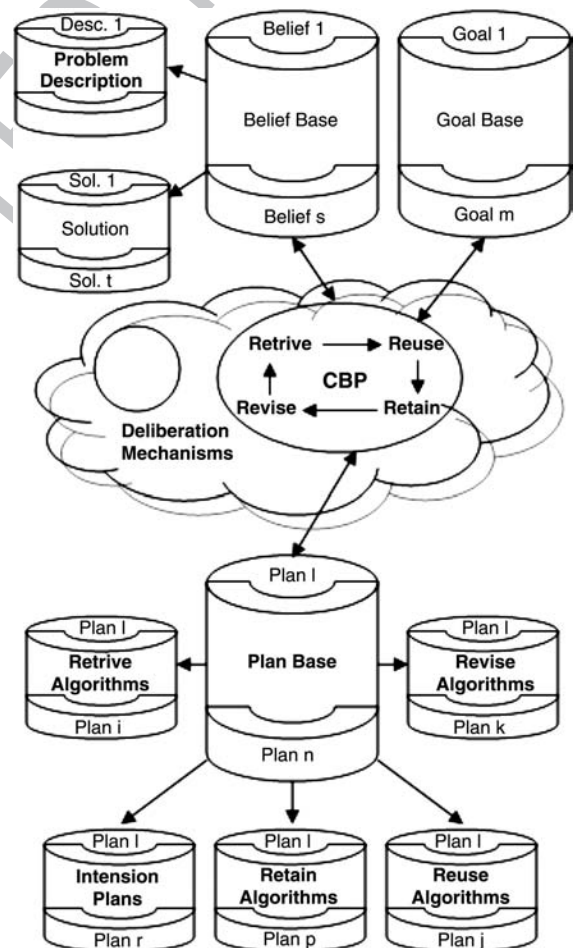 Desc. 1
Problem
Description
Belief 1
Belief Base
Belief s
Goal 1
Goal Base
Goal m
Sol. 1
Solution
Sol. t
Retrive
Reuse
CBP
Revise
Retain
Deliberation
Mechanisms
Plan l
Plan Base
Plan n
Plan l
Retrive
Algorithms
Plan i
Plan l
Revise
Algorithms
Plan k
Plan l
Intension
Plans
Plan r
Plan l
Retain
Algorithms
Plan p
Plan l
Reuse
Algorithms
Plan j